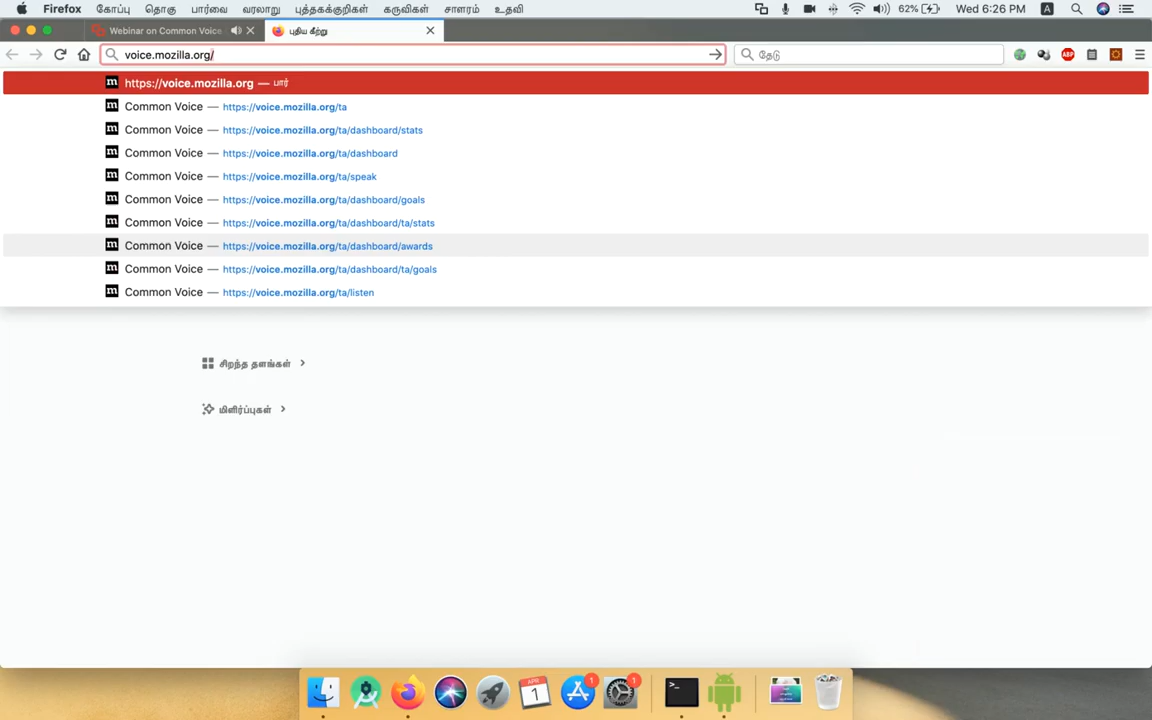 Firefox கோப்பு தொகு பார்வை வரலாறு புத்தகக்குறிகள் கருவிகள் சாளரம் உதவி 62% Wed 6:26 PM A
Webinar on Common Voice புதிய கீற்று
voice.mozilla.org/ தேடு ABP
m https://voice.mozilla.org — பார்
m Common Voice — https://voice.mozilla.org/ta
m Common Voice — https://voice.mozilla.org/ta/dashboard/stats
m Common Voice — https://voice.mozilla.org/ta/dashboard
m Common Voice — https://voice.mozilla.org/ta/speak
m Common Voice — https://voice.mozilla.org/ta/dashboard/goals
m Common Voice — https://voice.mozilla.org/ta/dashboard/ta/stats
m Common Voice — https://voice.mozilla.org/ta/dashboard/awards
m Common Voice — https://voice.mozilla.org/ta/dashboard/ta/goals
m Common Voice — https://voice.mozilla.org/ta/listen
சிறந்த தளங்கள்
மிளிர்ப்புகள்
APR 1 1 1